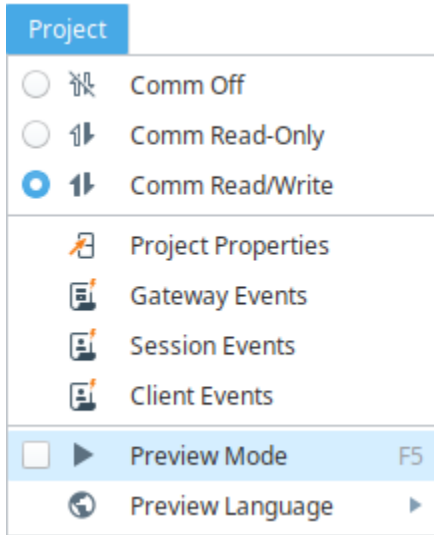 Project
Comm Off
Comm Read-Only
Comm Read/Write
Project Properties
Gateway Events
Session Events
Client Events
Preview Mode F5
Preview Language